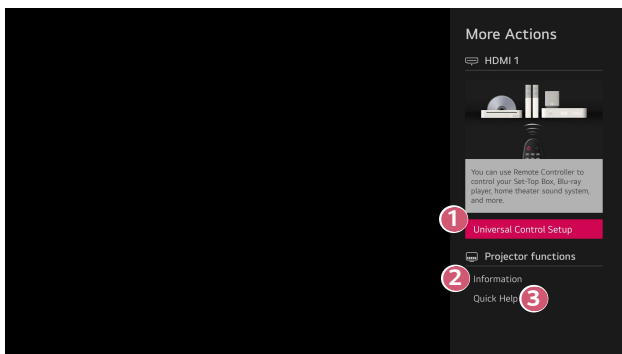 More Actions
HDMI 1
You can use Remote Controller to
control your Set-Top Box, Blu-ray
player, home theater sound system,
and more.
1
Universal Control Setup
Projector functions
2 Information
Quick Help 3